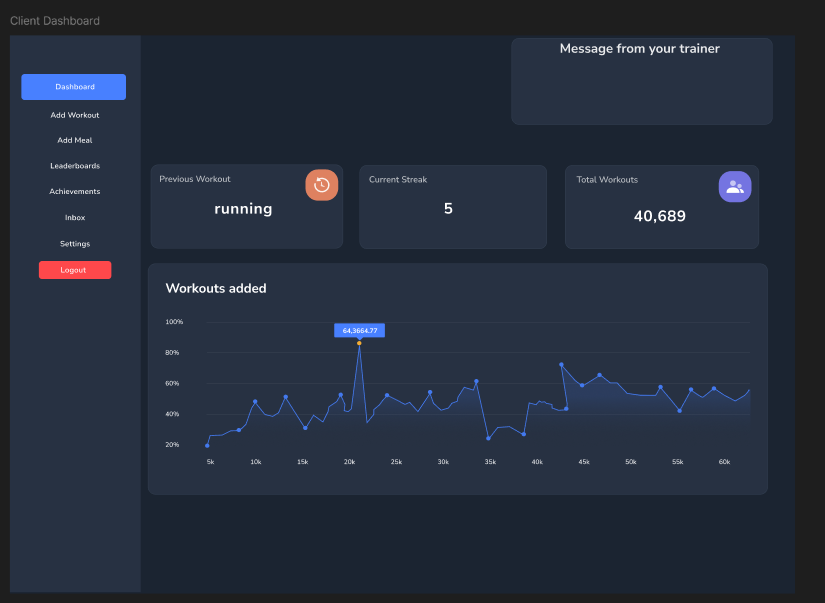 Client Dashboard
Message from your trainer
Dashboard
Add Workout
Add Meal
Leaderboards
Achievements
Inbox
Settings
Logout
Previous Workout
running
Current Streak
5
Total Workouts
40,689
Workouts added
100%
80%
60%
40%
20%
64,3664.77
5k 10k 15k 20k 25k 30k 35k 40k 45k 50k 55k 60k